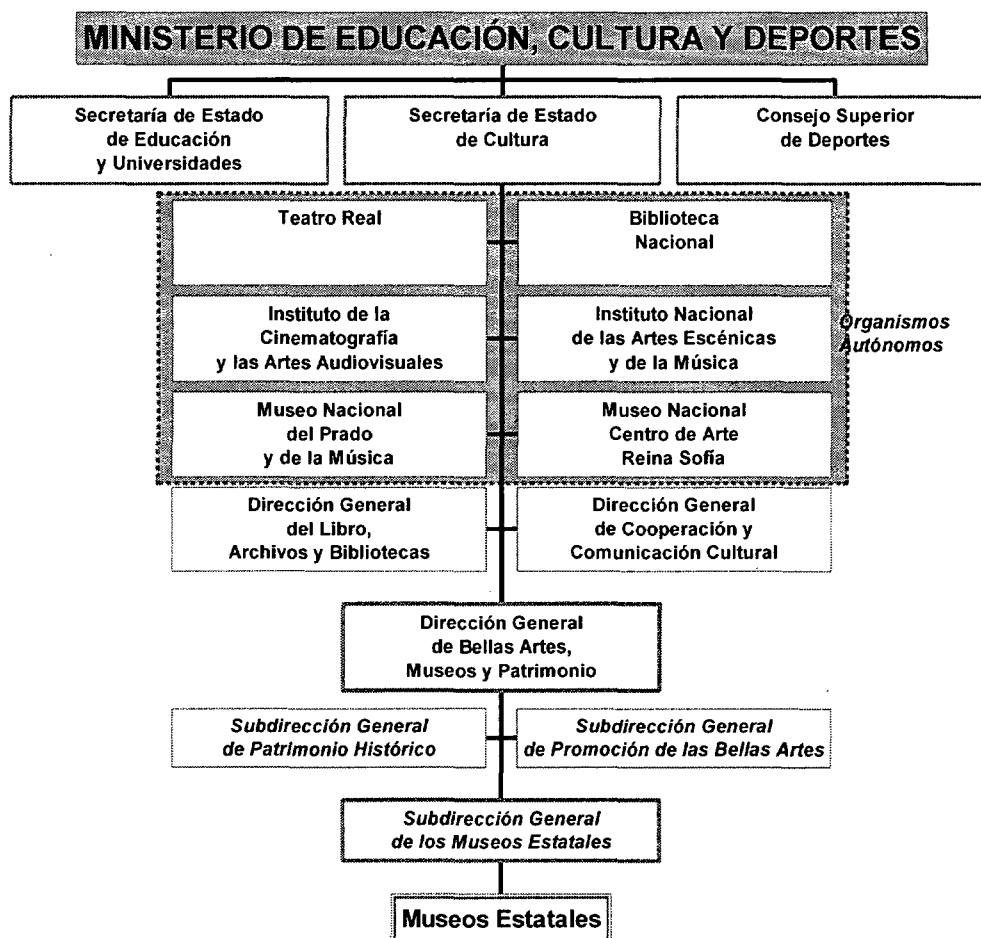 MINISTERIO DE EDUCACIÓN, CULTURA Y DEPORTES
Secretaría de Estado
de Educación
y Universidades
Secretaría de Estado
de Cultura
Consejo Superior
de Deportes
Teatro Real
Biblioteca
Nacional
Instituto de la
Cinematografía
y las Artes Audiovisuales
Instituto Nacional
de las Artes Escénicas
y de la Música
Organismos
Autónomos
Museo Nacional
del Prado
y de la Música
Museo Nacional
Centro de Arte
Reina Sofía
Dirección General
del Libro,
Archivos y Bibliotecas
Dirección General
de Cooperación y
Comunicación Cultural
Dirección General
de Bellas Artes,
Museos y Patrimonio
Subdirección General
de Patrimonio Histórico
Subdirección General
de Promoción de las Bellas Artes
Subdirección General
de los Museos Estatales
Museos Estatales